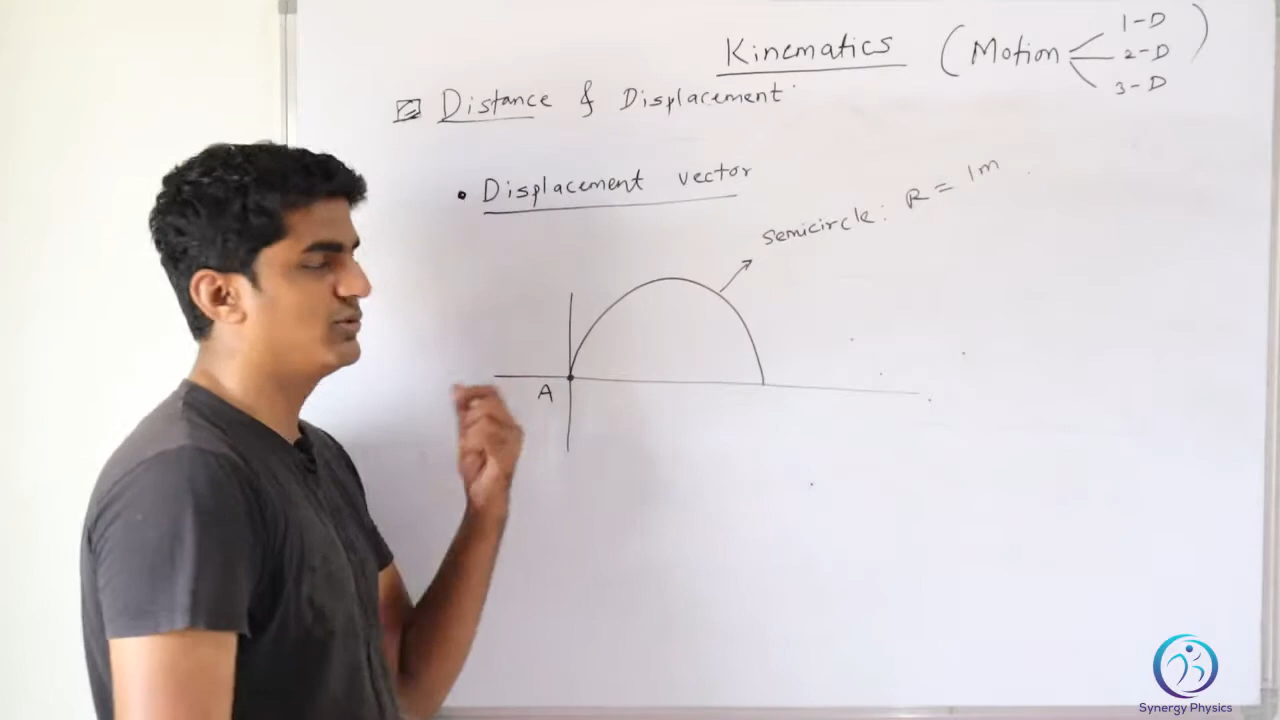 Kinematics (Motion 1-D
2-D
3-D)
Distance & Displacement
• Displacement vector
Semicircle: R = 1m
A
Synergy Physics